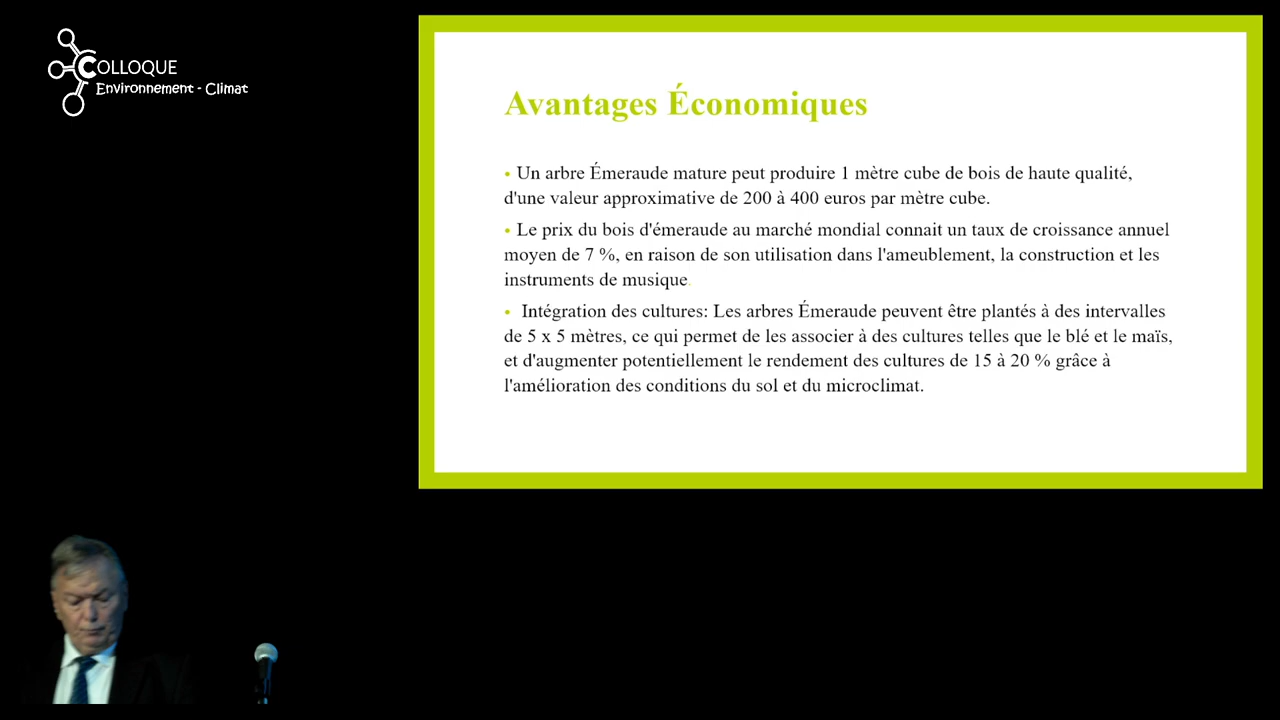 COLLOQUE
Environnement - Climat
Avantages Économiques
• Un arbre Émeraude mature peut produire 1 mètre cube de bois de haute qualité,
d'une valeur approximative de 200 à 400 euros par mètre cube.
• Le prix du bois d'émeraude au marché mondial connait un taux de croissance annuel
moyen de 7 %, en raison de son utilisation dans l'ameublement, la construction et les
instruments de musique.
• Intégration des cultures: Les arbres Émeraude peuvent être plantés à des intervalles
de 5 x 5 mètres, ce qui permet de les associer à des cultures telles que le blé et le maïs,
et d'augmenter potentiellement le rendement des cultures de 15 à 20 % grâce à
l'amélioration des conditions du sol et du microclimat.